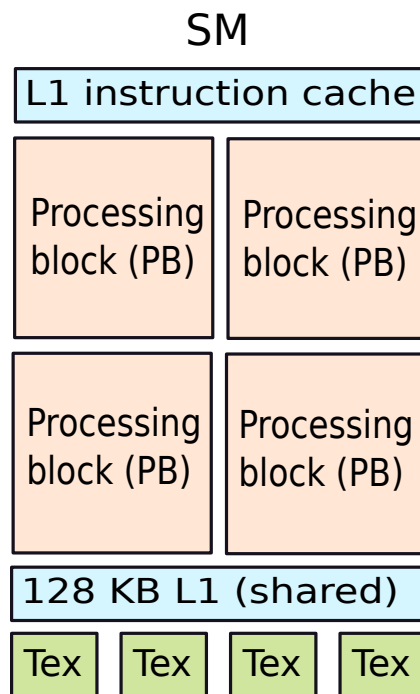 SM
L1 instruction cache
Processing
block (PB)
Processing
block (PB)
Processing
block (PB)
Processing
block (PB)
128 KB L1 (shared)
Tex
Tex
Tex
Tex